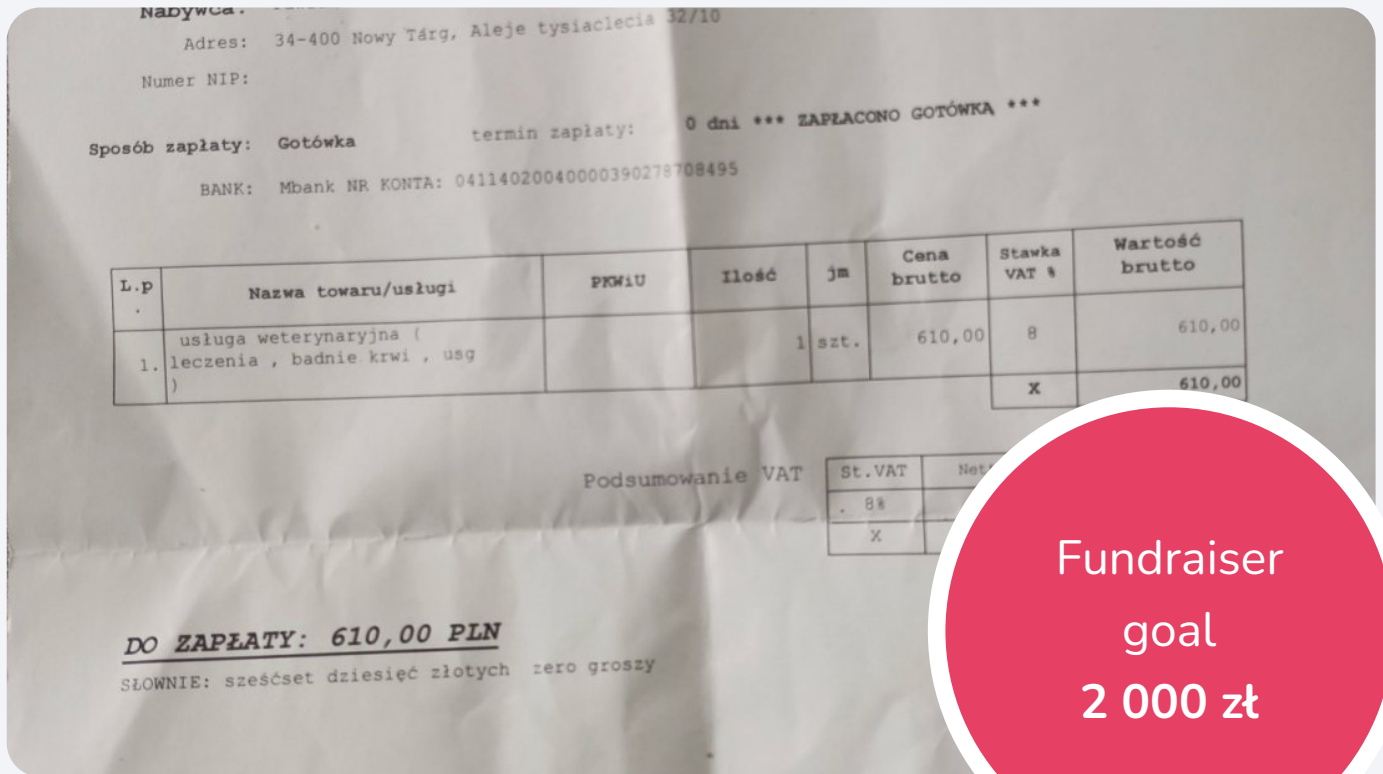 Nabywca:
Adres: 34-400 Nowy Tárg, Aleje tysiaclecia 32/10
Numer NIP:
Sposób zapłaty: Gotówka termin zapłaty: 0 dni *** ZAPŁACONO GOTÓWKĄ ***
BANK: Mbank NR KONTA: 04114020040000390278708495
L.p Nazwa towaru/usługi PKWiU Ilość jm Cena Stawka Wartość
. brutto VAT % brutto
usługa weterynaryjna (
1. leczenia , badnie krwi , usg 1 szt. 610,00 8 610,00
)
X 610,00
Podsumowanie VAT St.VAT
. 8%
X
DO ZAPŁATY: 610,00 PLN
SŁOWNIE: sześćset dziesięć złotych zero groszy
Fundraiser
goal
2 000 zł